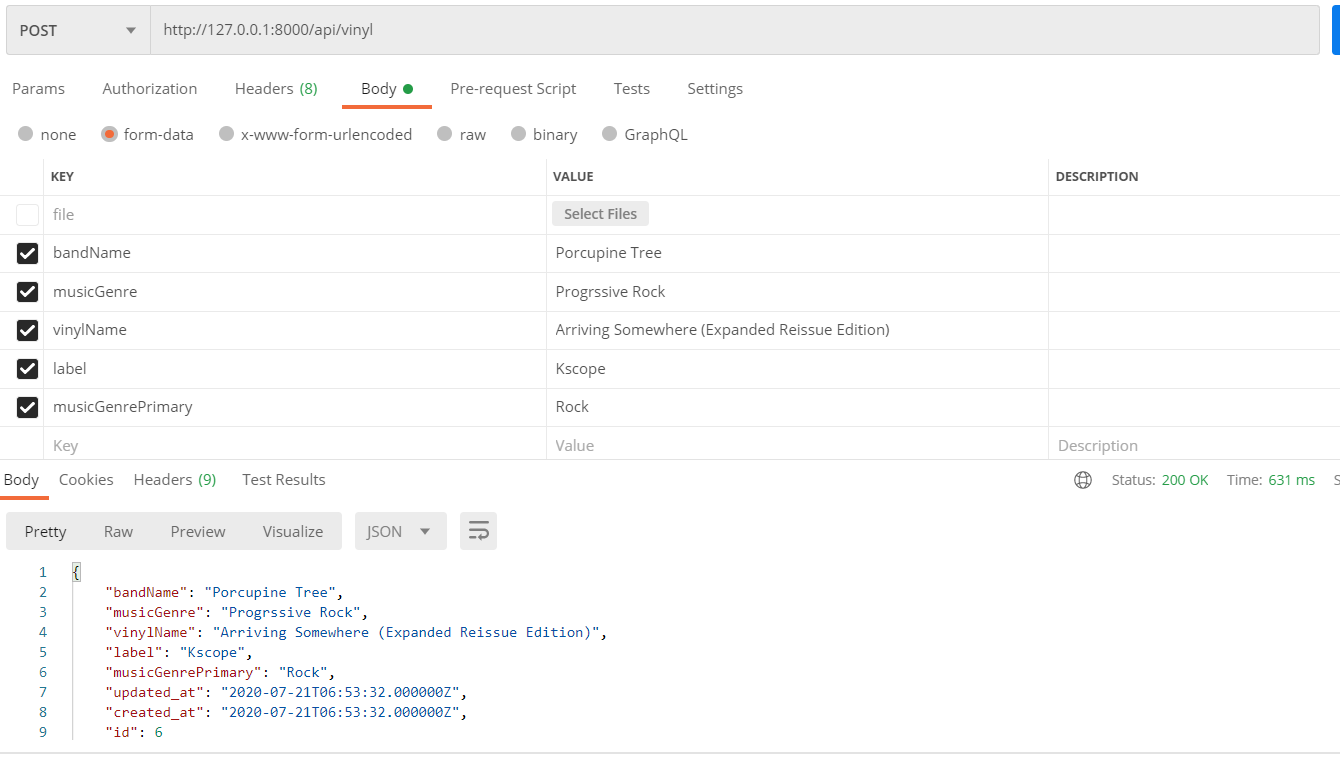 POST http://127.0.0.1:8000/api/vinyl
Params Authorization Headers (8) Body Pre-request Script Tests Settings
none form-data x-www-form-urlencoded raw binary GraphQL
KEY VALUE DESCRIPTION
file Select Files
bandName Porcupine Tree
musicGenre Progrssive Rock
vinylName Arriving Somewhere (Expanded Reissue Edition)
label Kscope
musicGenrePrimary Rock
Key Value Description
Body Cookies Headers (9) Test Results Status: 200 OK Time: 631 ms S
Pretty Raw Preview Visualize JSON
1 {
2 "bandName": "Porcupine Tree",
3 "musicGenre": "Progrssive Rock",
4 "vinylName": "Arriving Somewhere (Expanded Reissue Edition)",
5 "label": "Kscope",
6 "musicGenrePrimary": "Rock",
7 "updated_at": "2020-07-21T06:53:32.000000Z",
8 "created_at": "2020-07-21T06:53:32.000000Z",
9 "id": 6